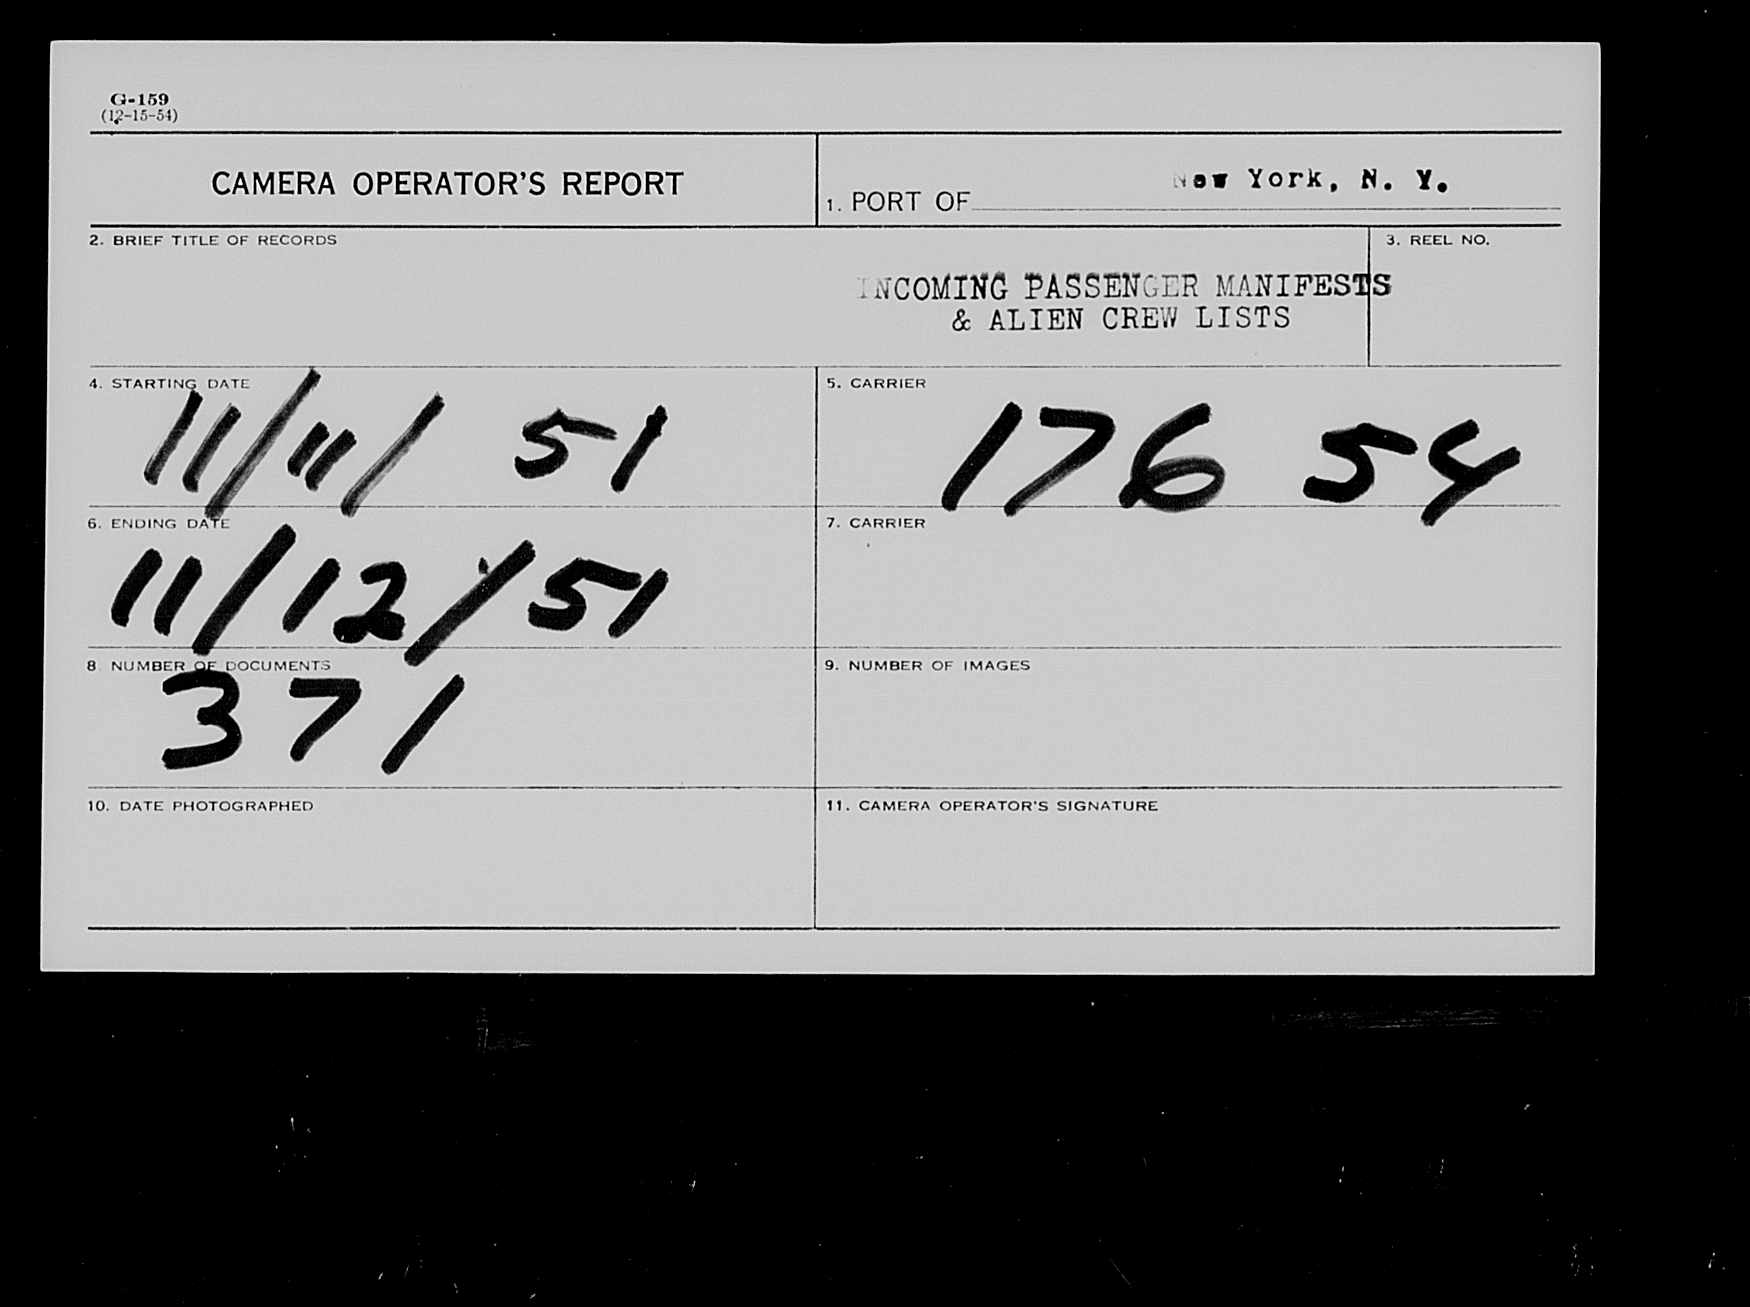 G-159
(12-15-54)
CAMERA OPERATOR'S REPORT
1. PORT OF New York, N. Y.
2. BRIEF TITLE OF RECORDS
INCOMING PASSENGER MANIFESTS
& ALIEN CREW LISTS
3. REEL NO.
4. STARTING DATE
11/11/ 51
5. CARRIER
176 54
6. ENDING DATE
11/12/51
7. CARRIER
8 NUMBER OF DOCUMENTS
371
9. NUMBER OF IMAGES
10. DATE PHOTOGRAPHED
11. CAMERA OPERATOR'S SIGNATURE